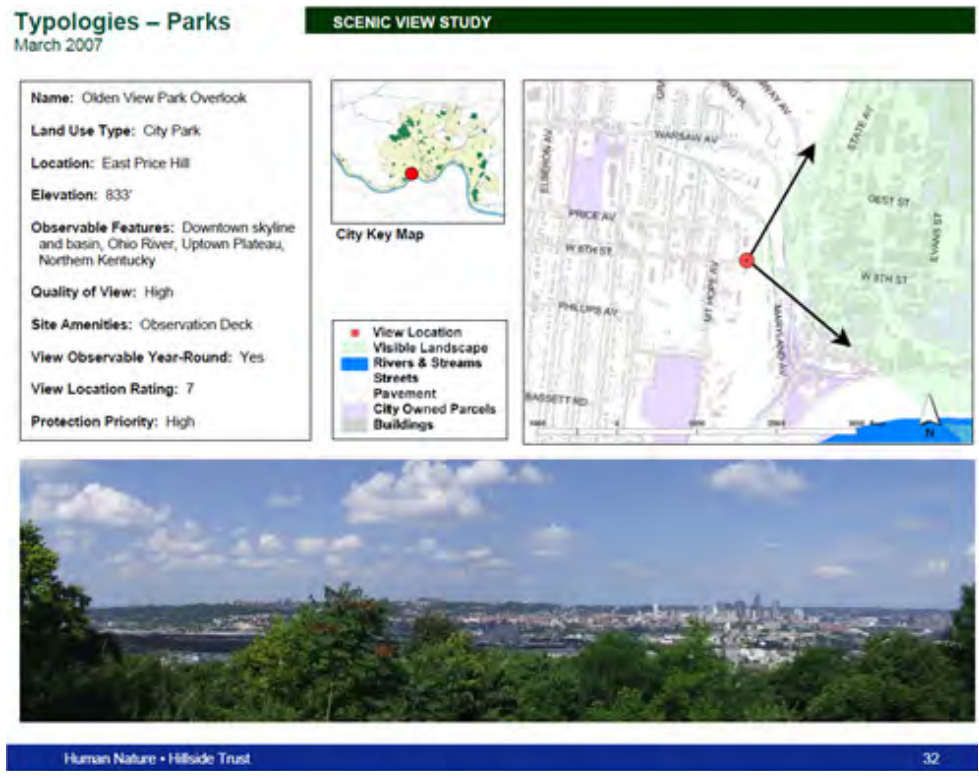 Typologies – Parks
March 2007
SCENIC VIEW STUDY
Name: Olden View Park Overlook
Land Use Type: City Park
Location: East Price Hill
Elevation: 833'
Observable Features: Downtown skyline
and basin, Ohio River, Uptown Plateau,
Northern Kentucky
Quality of View: High
Site Amenities: Observation Deck
View Observable Year-Round: Yes
View Location Rating: 7
Protection Priority: High
City Key Map
View Location
Visible Landscape
Rivers & Streams
Streets
Pavement
City Owned Parcels
Buildings
WARSAW AV
STATE AV
GEST ST
EVANS ST
PRICE AV
W 8TH ST
W 8TH ST
MT HOPE AV
MARYLAND AV
PHILLIPS AV
BASSETT RD
0
N
Human Nature • Hillside Trust
32